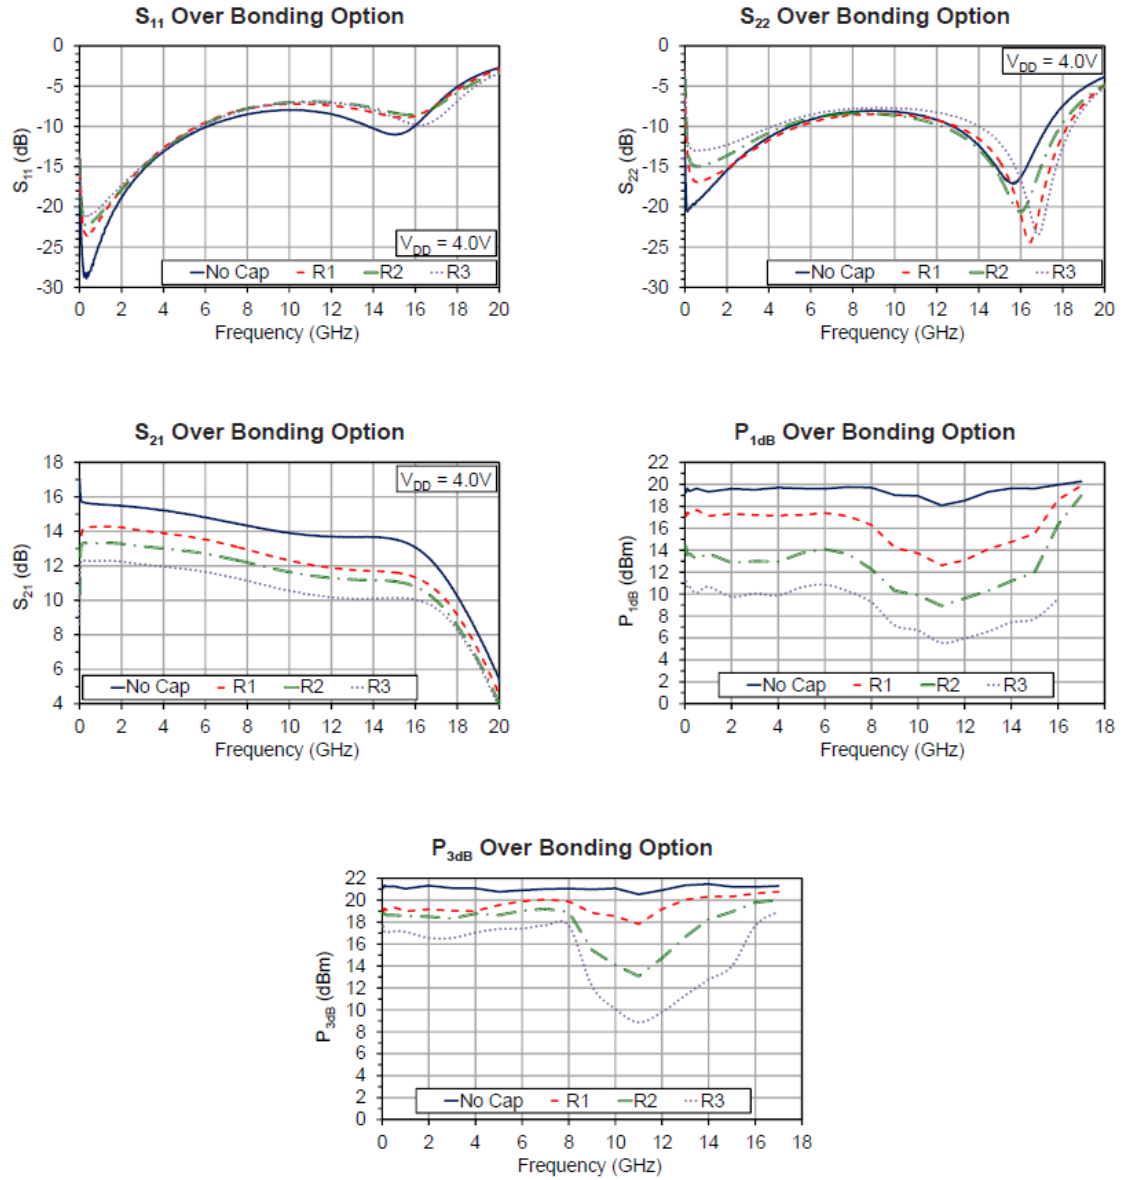 S11 Over Bonding Option
0
-5
-10
-15
-20
-25
-30
S11 (dB)
VDD = 4.0V
No Cap R1 R2 R3
0 2 4 6 8 10 12 14 16 18 20
Frequency (GHz)
S22 Over Bonding Option
0
-5
-10
-15
-20
-25
-30
S22 (dB)
VDD = 4.0V
No Cap R1 R2 R3
0 2 4 6 8 10 12 14 16 18 20
Frequency (GHz)
S21 Over Bonding Option
18
16
14
12
10
8
6
4
S21 (dB)
VDD = 4.0V
No Cap R1 R2 R3
0 2 4 6 8 10 12 14 16 18 20
Frequency (GHz)
P1dB Over Bonding Option
22
20
18
16
14
12
10
8
6
4
2
0
P1dB (dBm)
No Cap R1 R2 R3
0 2 4 6 8 10 12 14 16 18
Frequency (GHz)
P3dB Over Bonding Option
22
20
18
16
14
12
10
8
6
4
2
0
P3dB (dBm)
No Cap R1 R2 R3
0 2 4 6 8 10 12 14 16 18
Frequency (GHz)